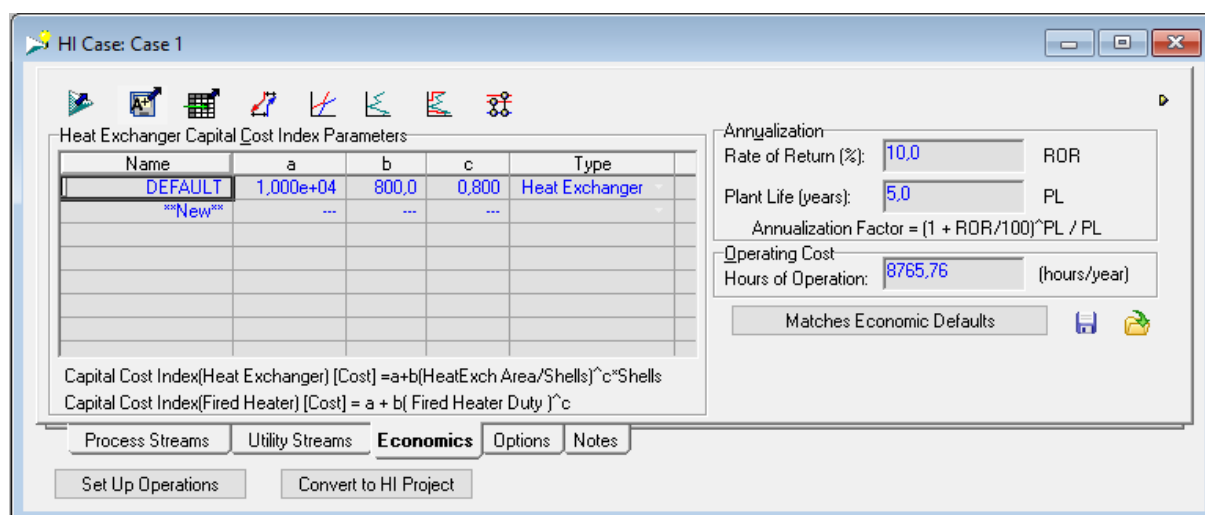 HI Case: Case 1
Heat Exchanger Capital Cost Index Parameters
Name a b c Type
DEFAULT 1,000e+04 800,0 0,800 Heat Exchanger
**New** --- --- ---
Capital Cost Index(Heat Exchanger) [Cost] =a+b(HeatExch Area/Shells)^c*Shells
Capital Cost Index(Fired Heater) [Cost] = a + b( Fired Heater Duty )^c
Annualization
Rate of Return (%): 10,0 ROR
Plant Life (years): 5,0 PL
Annualization Factor = (1 + ROR/100)^PL / PL
Operating Cost
Hours of Operation: 8765,76 (hours/year)
Matches Economic Defaults
Process Streams Utility Streams Economics Options Notes
Set Up Operations Convert to HI Project